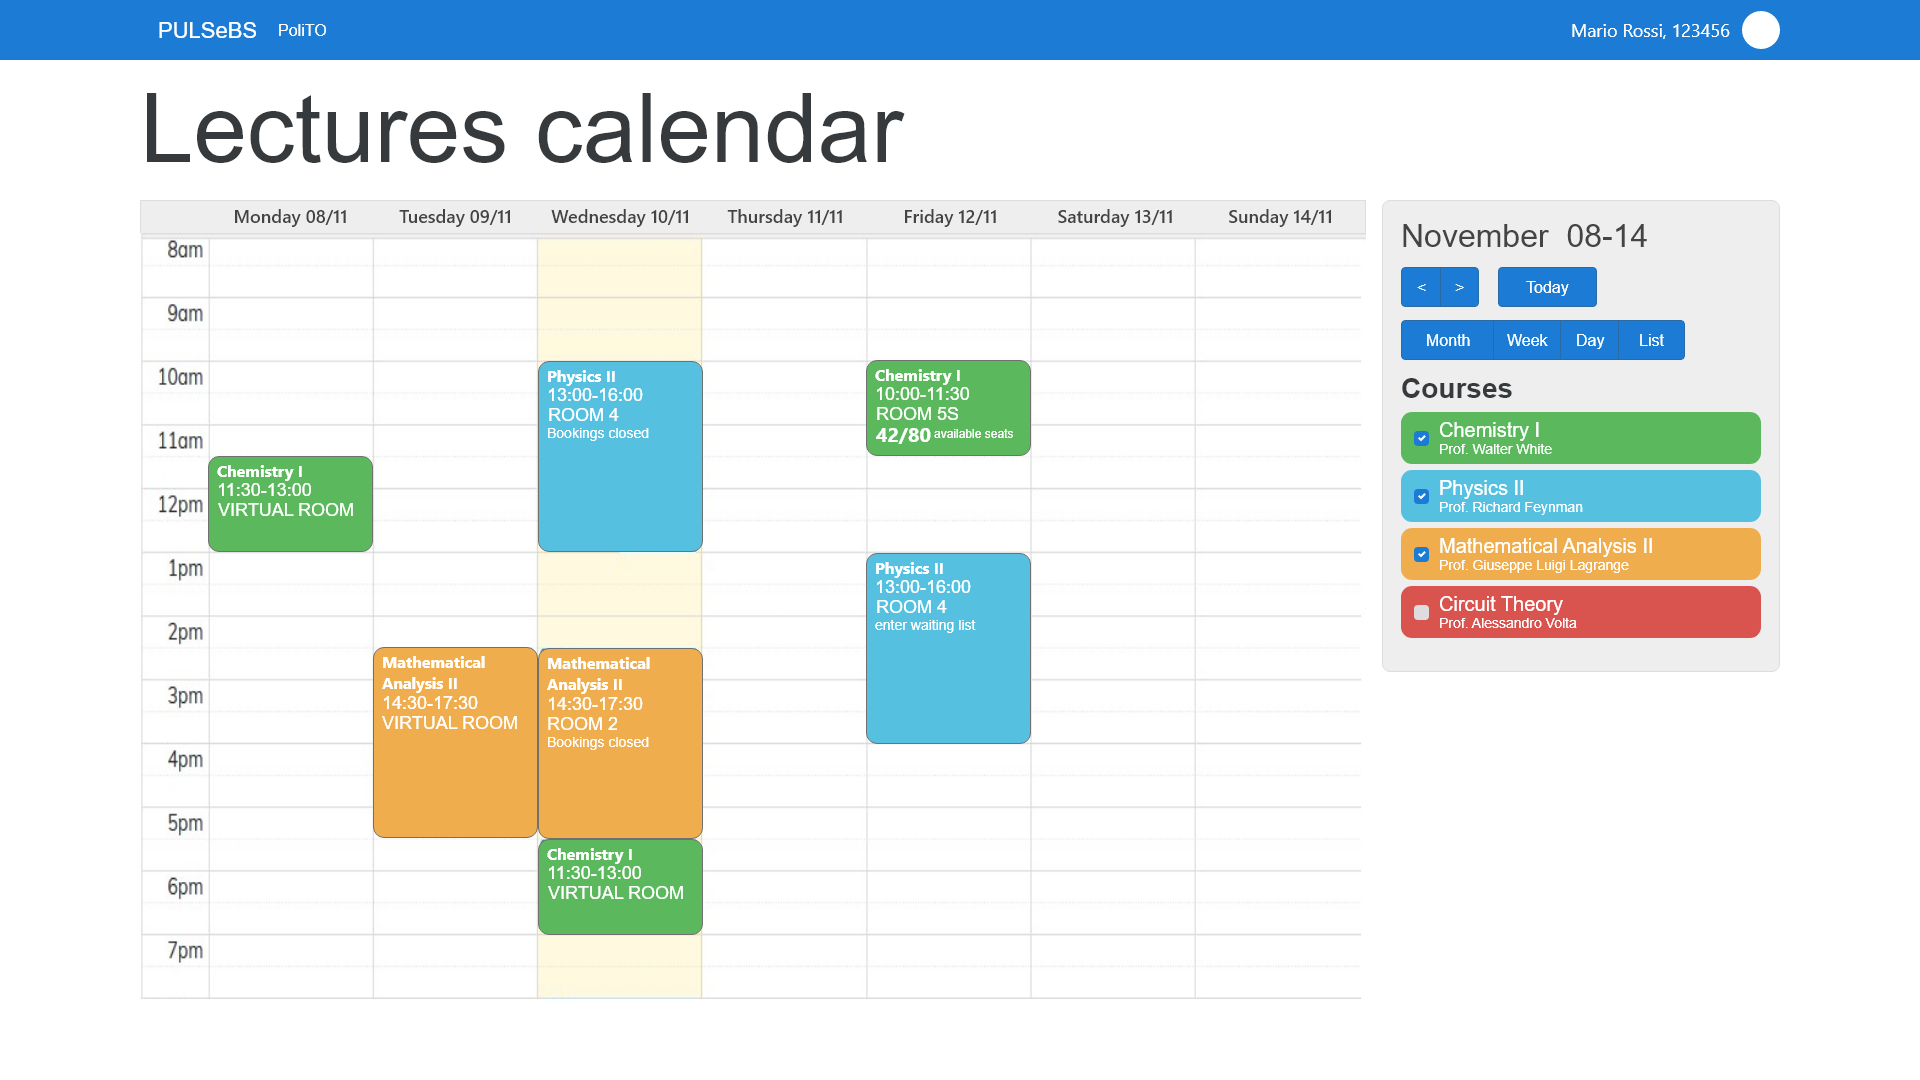 PULSeBS PoliTO
Mario Rossi, 123456
Lectures calendar
Monday 08/11 Tuesday 09/11 Wednesday 10/11 Thursday 11/11 Friday 12/11 Saturday 13/11 Sunday 14/11
8am
9am
10am
11am
12pm
1pm
2pm
3pm
4pm
5pm
6pm
7pm
Chemistry I
11:30-13:00
VIRTUAL ROOM
Mathematical
Analysis II
14:30-17:30
VIRTUAL ROOM
Physics II
13:00-16:00
ROOM 4
Bookings closed
Mathematical
Analysis II
14:30-17:30
ROOM 2
Bookings closed
Chemistry I
11:30-13:00
VIRTUAL ROOM
Chemistry I
10:00-11:30
ROOM 5S
42/80 available seats
Physics II
13:00-16:00
ROOM 4
enter waiting list
November 08-14
< > Today
Month Week Day List
Courses
Chemistry I
Prof. Walter White
Physics II
Prof. Richard Feynman
Mathematical Analysis II
Prof. Giuseppe Luigi Lagrange
Circuit Theory
Prof. Alessandro Volta